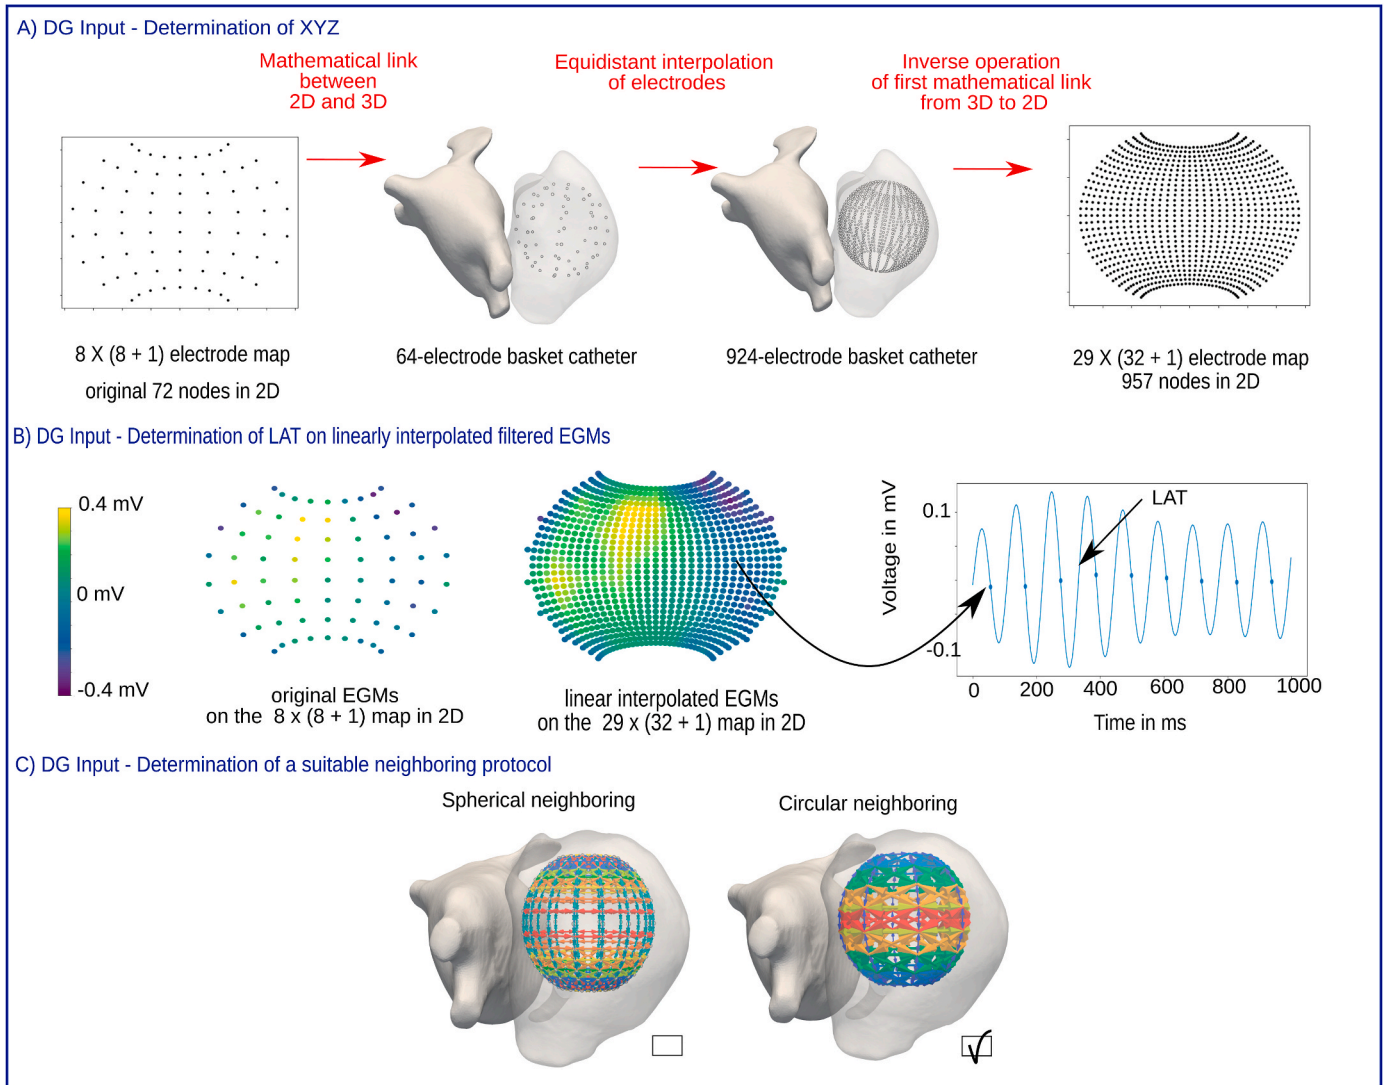 A) DG Input - Determination of XYZ
Mathematical link
between
2D and 3D
Equidistant interpolation
of electrodes
Inverse operation
of first mathematical link
from 3D to 2D
8 X (8 + 1) electrode map
original 72 nodes in 2D
64-electrode basket catheter
924-electrode basket catheter
29 X (32 + 1) electrode map
957 nodes in 2D
B) DG Input - Determination of LAT on linearly interpolated filtered EGMs
0.4 mV
0 mV
-0.4 mV
original EGMs
on the 8 x (8 + 1) map in 2D
linear interpolated EGMs
on the 29 x (32 + 1) map in 2D
Voltage in mV
0.1
-0.1
LAT
0 200 400 600 800 1000
Time in ms
C) DG Input - Determination of a suitable neighboring protocol
Spherical neighboring
Circular neighboring